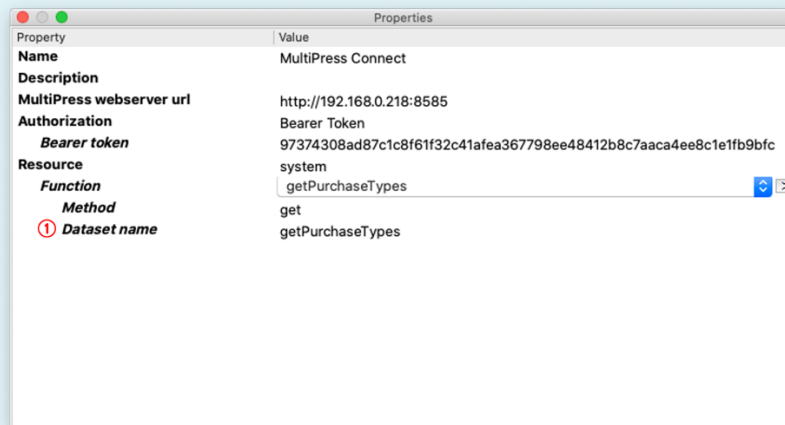 Properties
Property Value
Name MultiPress Connect
Description
MultiPress webserver url http://192.168.0.218:8585
Authorization Bearer Token
Bearer token 97374308ad87c1c8f61f32c41afea367798ee48412b8c7aaca4ee8c1e1fb9bfc
Resource system
Function getPurchaseTypes
Method get
① Dataset name getPurchaseTypes